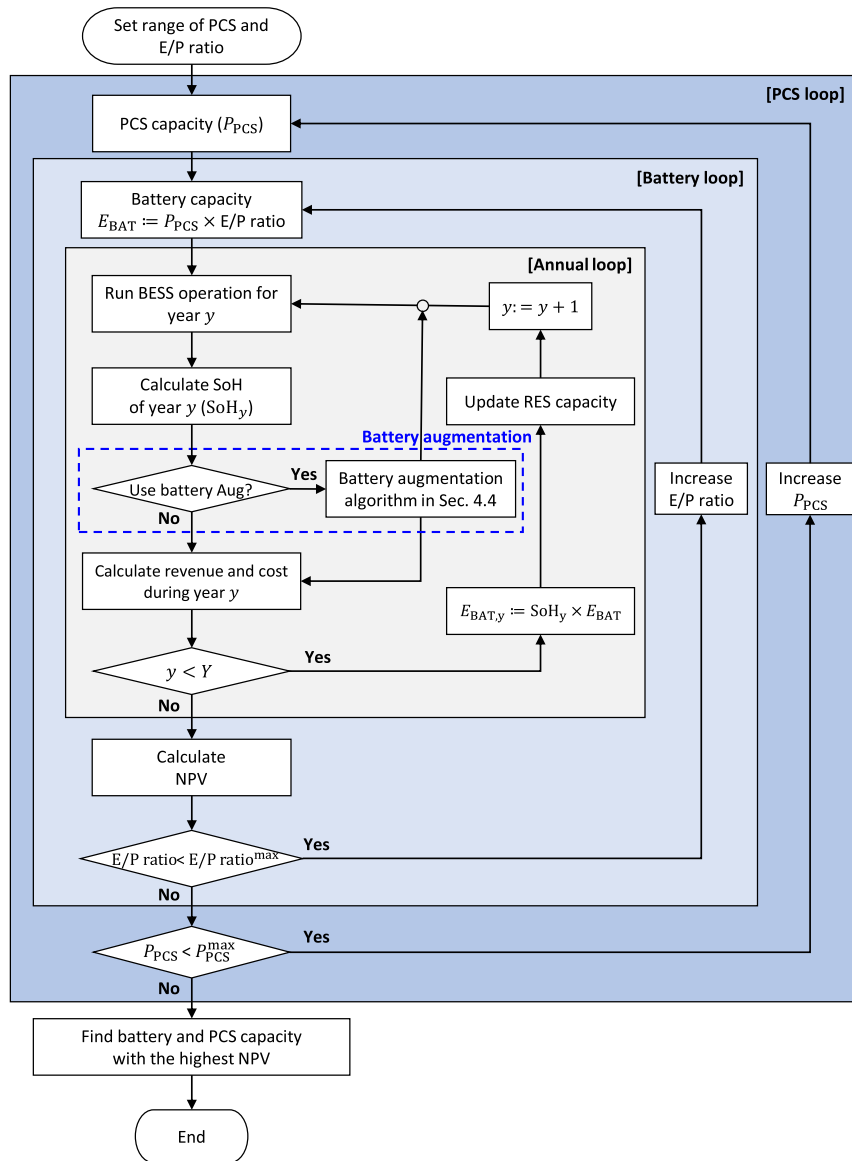 Set range of PCS and
E/P ratio
[PCS loop]
PCS capacity (P_PCS)
[Battery loop]
Battery capacity
E_BAT ≔ P_PCS × E/P ratio
[Annual loop]
Run BESS operation for
year y
y: = y + 1
Calculate SoH
of year y (SoH_y)
Update RES capacity
Battery augmentation
Use battery Aug?
Yes
No
Battery augmentation
algorithm in Sec. 4.4
Increase
E/P ratio
Increase
P_PCS
Calculate revenue and cost
during year y
E_BAT,y ≔ SoH_y × E_BAT
y < Y
Yes
No
Calculate
NPV
E/P ratio< E/P ratio^max
Yes
No
P_PCS < P_PCS^max
Yes
No
Find battery and PCS capacity
with the highest NPV
End